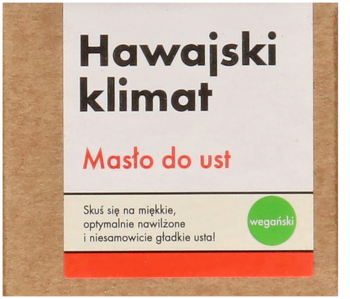 Hawajski
klimat
Masło do ust
Skuś się na miękkie,
optymalnie nawilżone
i niesamowicie gładkie usta!
wegański